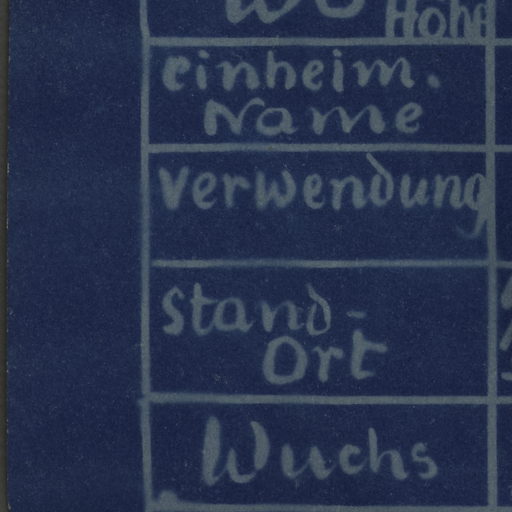 Höhe
einheim.
Name
Verwendung
Stand-
Ort
Wuchs